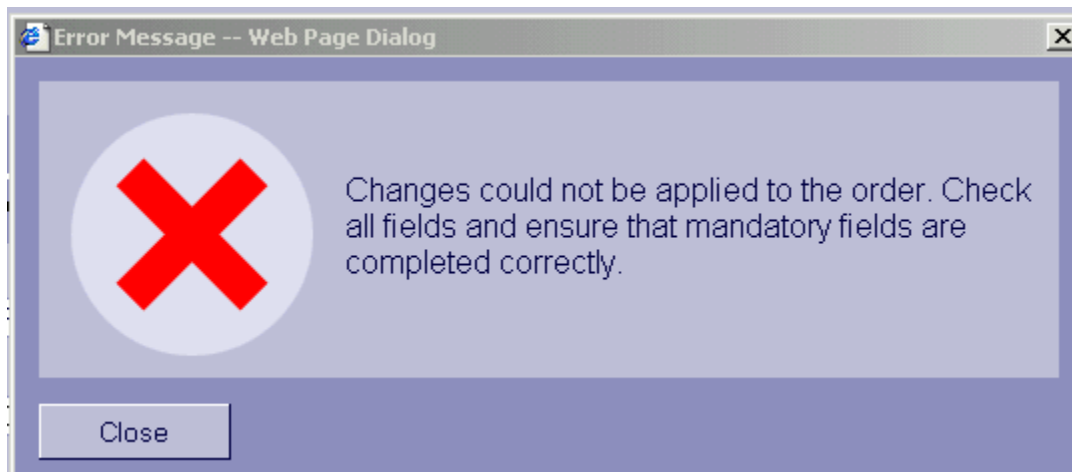 Error Message -- Web Page Dialog
Changes could not be applied to the order. Check
all fields and ensure that mandatory fields are
completed correctly.
Close